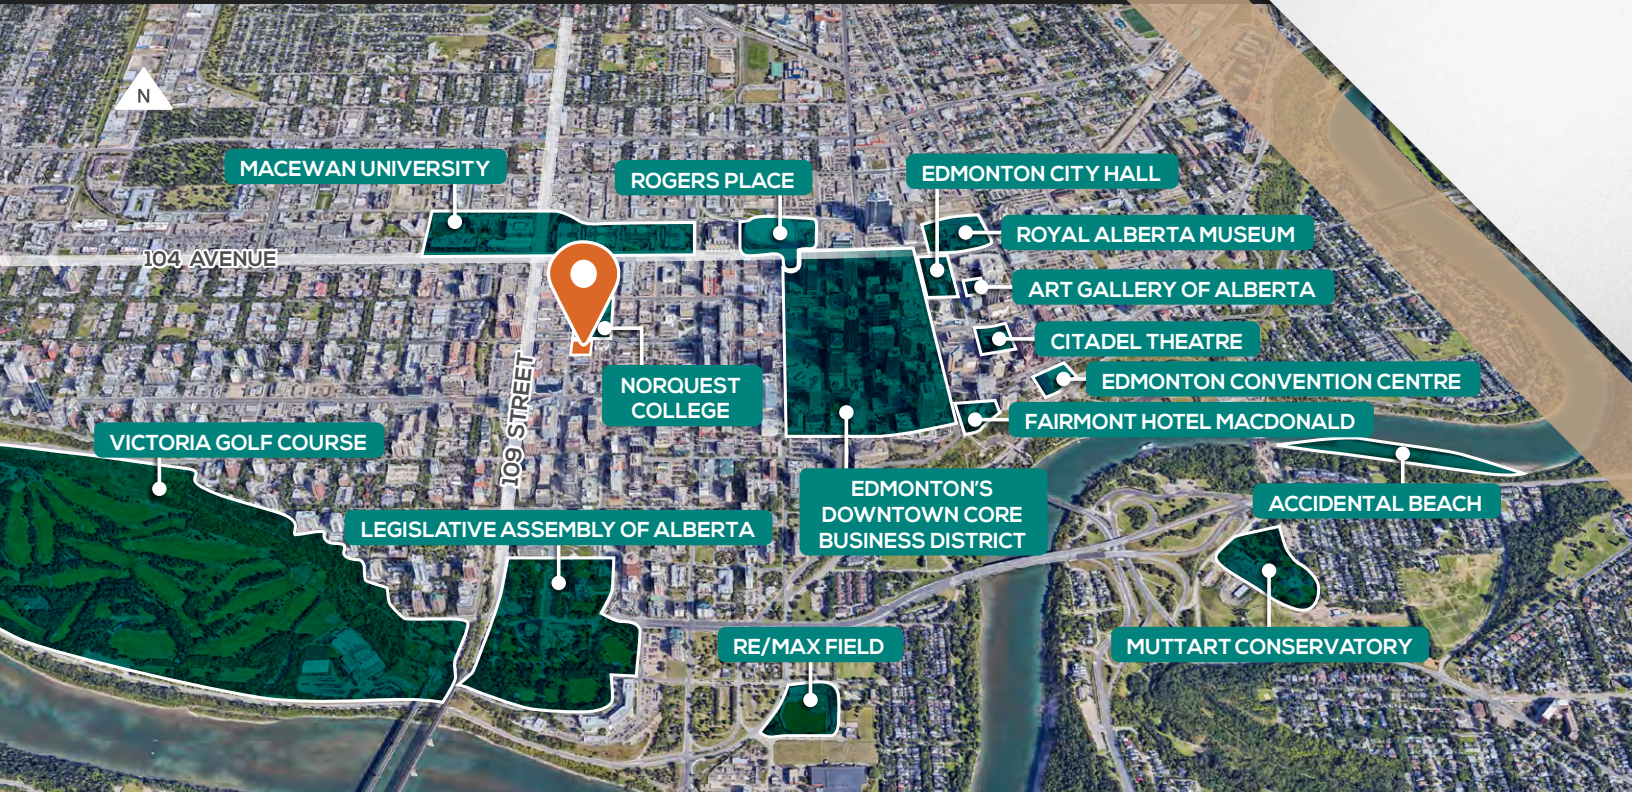 N
MACEWAN UNIVERSITY
ROGERS PLACE
EDMONTON CITY HALL
ROYAL ALBERTA MUSEUM
104 AVENUE
ART GALLERY OF ALBERTA
CITADEL THEATRE
EDMONTON CONVENTION CENTRE
NORQUEST
COLLEGE
FAIRMONT HOTEL MACDONALD
109 STREET
VICTORIA GOLF COURSE
EDMONTON'S
DOWNTOWN CORE
BUSINESS DISTRICT
ACCIDENTAL BEACH
LEGISLATIVE ASSEMBLY OF ALBERTA
RE/MAX FIELD
MUTTART CONSERVATORY